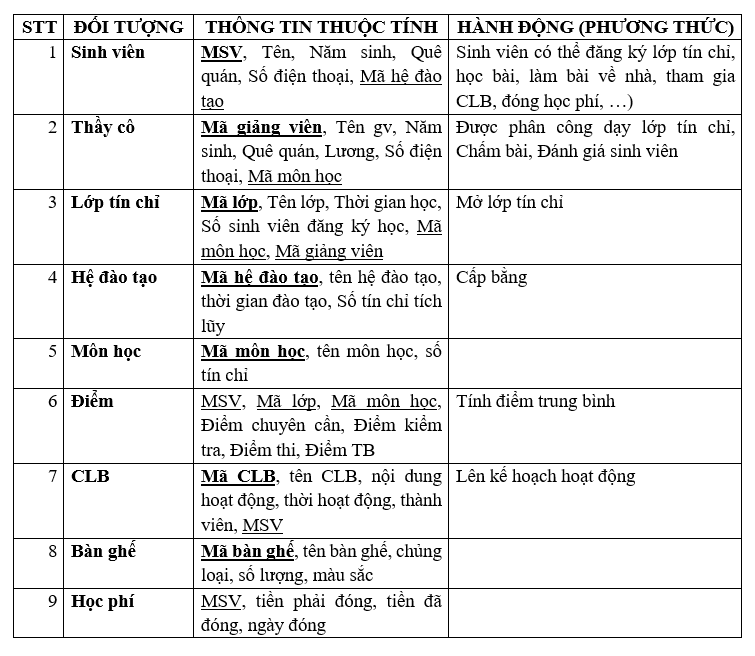 STT ĐỐI TƯỢNG THÔNG TIN THUỘC TÍNH HÀNH ĐỘNG (PHƯƠNG THỨC)
1 Sinh viên MSV, Tên, Năm sinh, Quê Sinh viên có thể đăng ký lớp tín chỉ,
quán, Số điện thoại, Mã hệ đào học bài, làm bài về nhà, tham gia
tạo CLB, đóng học phí, …)
2 Thầy cô Mã giảng viên, Tên gv, Năm Được phân công dạy lớp tín chỉ,
sinh, Quê quán, Lương, Số điện Chấm bài, Đánh giá sinh viên
thoại, Mã môn học
3 Lớp tín chỉ Mã lớp, Tên lớp, Thời gian học, Mở lớp tín chỉ
Số sinh viên đăng ký học, Mã
môn học, Mã giảng viên
4 Hệ đào tạo Mã hệ đào tạo, tên hệ đào tạo, Cấp bẳng
thời gian đào tạo, Số tín chỉ tích
lũy
5 Môn học Mã môn học, tên môn học, số
tín chỉ
6 Điểm MSV, Mã lớp, Mã môn học, Tính điểm trung bình
Điểm chuyên cần, Điểm kiểm
tra, Điểm thi, Điểm TB
7 CLB Mã CLB, tên CLB, nội dung Lên kế hoạch hoạt động
hoạt động, thời hoạt động, thành
viên, MSV
8 Bàn ghế Mã bàn ghế, tên bàn ghế, chủng
loại, số lượng, màu sắc
9 Học phí MSV, tiền phải đóng, tiền đã
đóng, ngày đóng